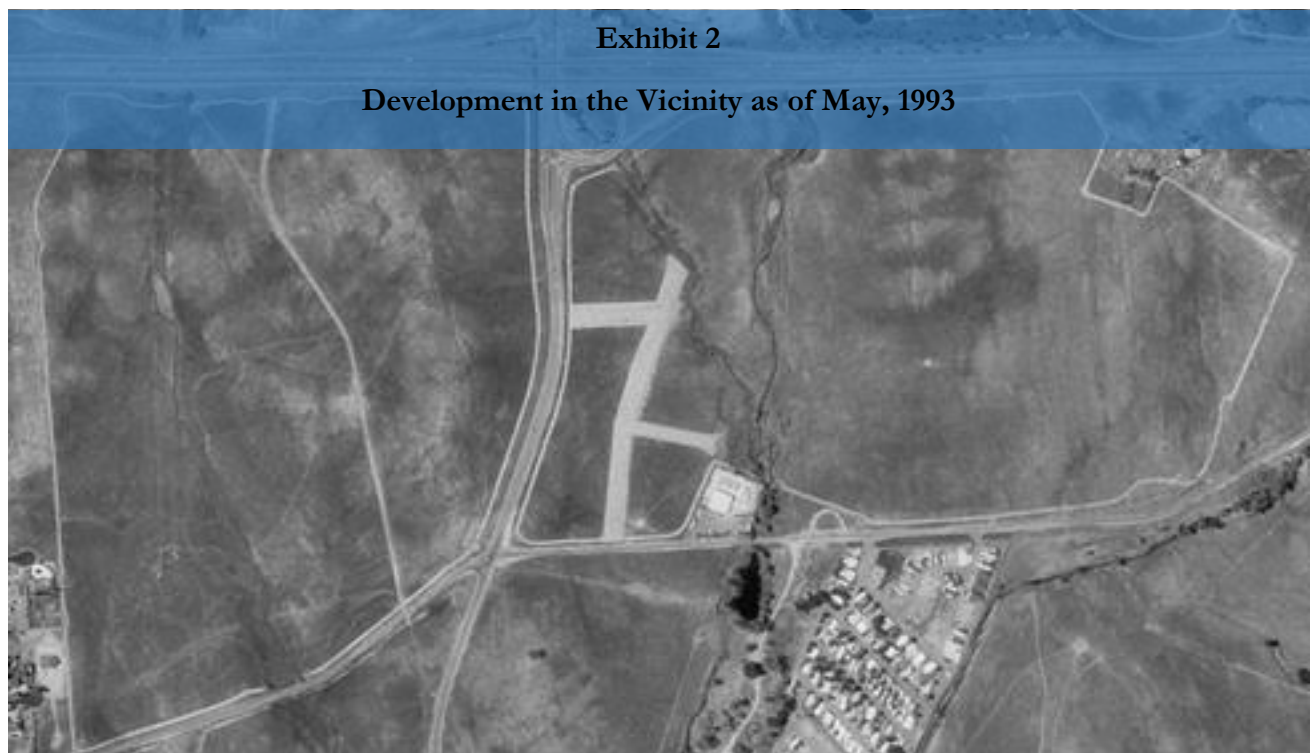 Exhibit 2
Development in the Vicinity as of May, 1993